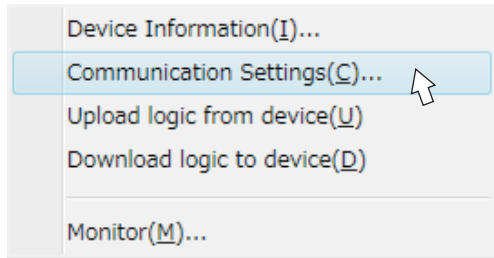 Device Information(I)...
Communication Settings(C)...
Upload logic from device(U)
Download logic to device(D)
Monitor(M)...